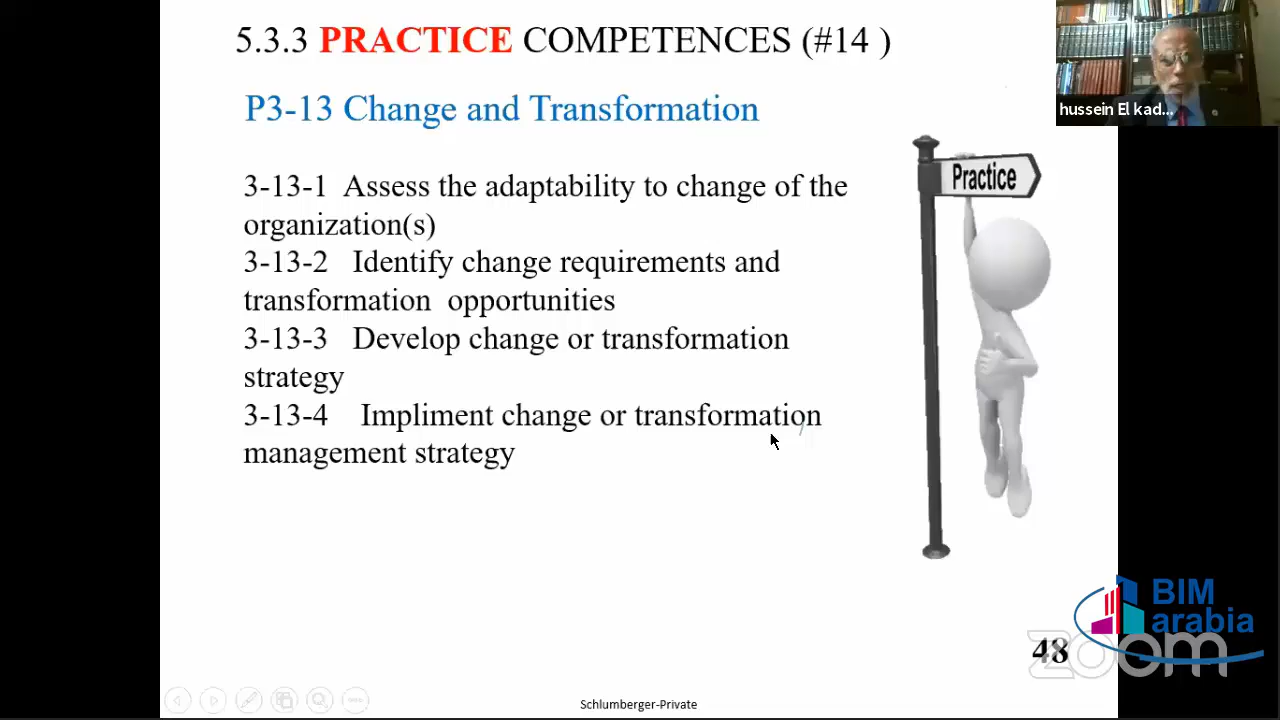 5.3.3 PRACTICE COMPETENCES (#14 )
hussein El kad...
P3-13 Change and Transformation
Practice
3-13-1 Assess the adaptability to change of the
organization(s)
3-13-2 Identify change requirements and
transformation opportunities
3-13-3 Develop change or transformation
strategy
3-13-4 Impliment change or transformation
management strategy
BIM
arabia
zoom
48
Schlumberger-Private